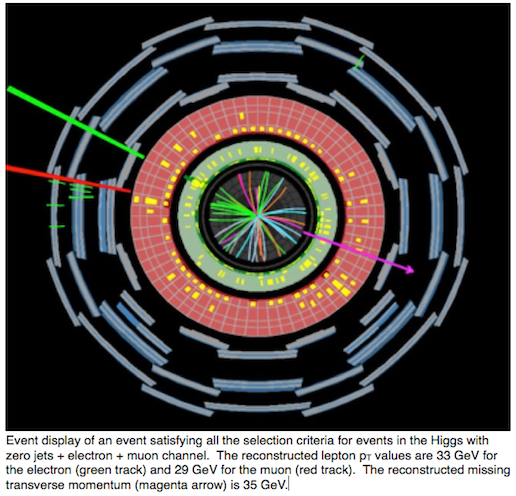 Event display of an event satisfying all the selection criteria for events in the Higgs with
zero jets + electron + muon channel.  The reconstructed lepton pT values are 33 GeV for
the electron (green track) and 29 GeV for the muon (red track).  The reconstructed missing
transverse momentum (magenta arrow) is 35 GeV.